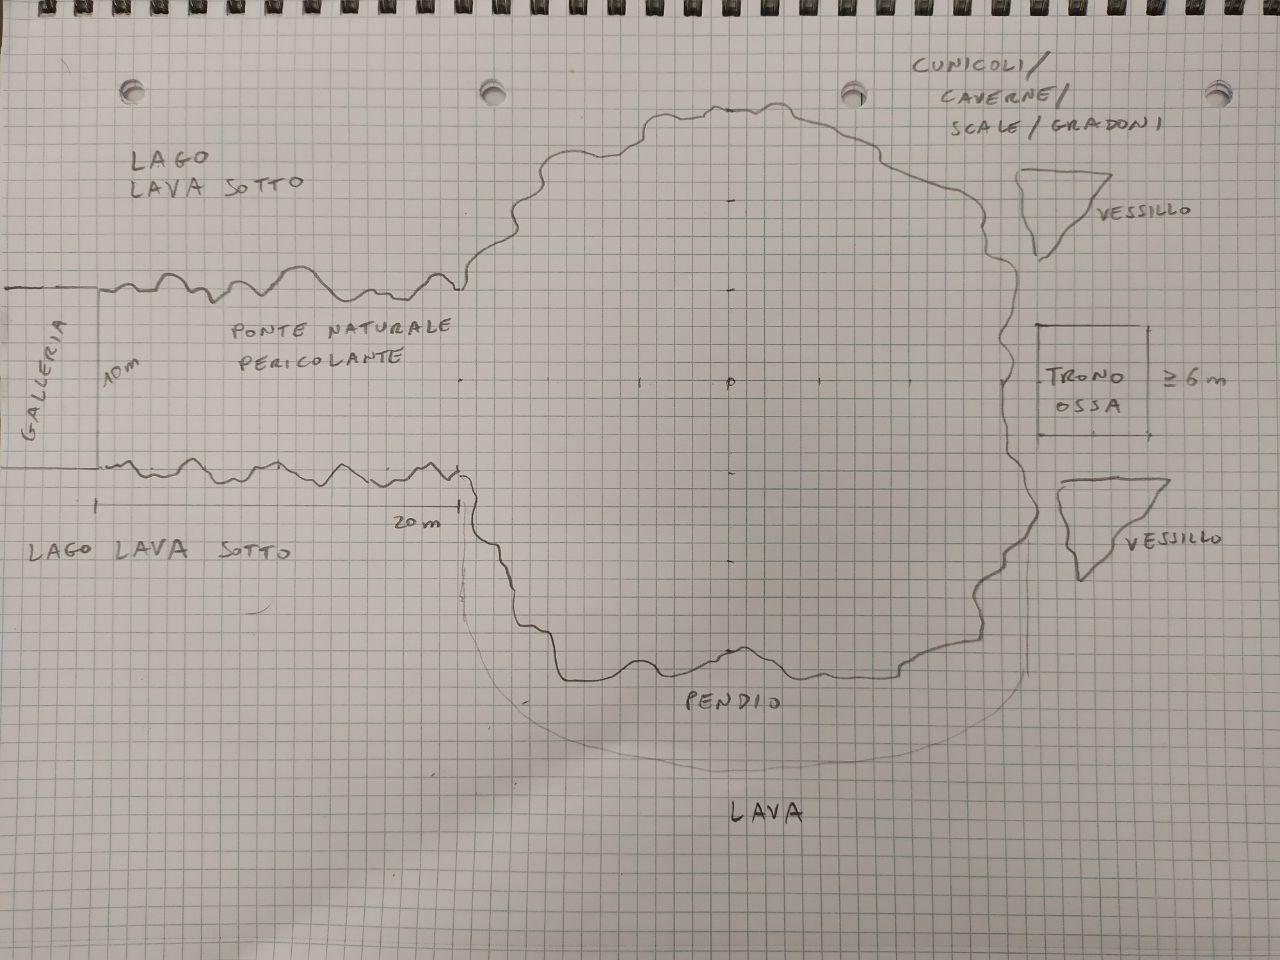 CUNICOLI/
CAVERNE/
SCALE/GRADONI
LAGO
LAVA SOTTO
VESSILLO
PONTE NATURALE
PERICOLANTE
GALLERIA
10m
TRONO
OSSA
≥ 6 m
20 m
LAGO LAVA SOTTO
VESSILLO
PENDIO
LAVA